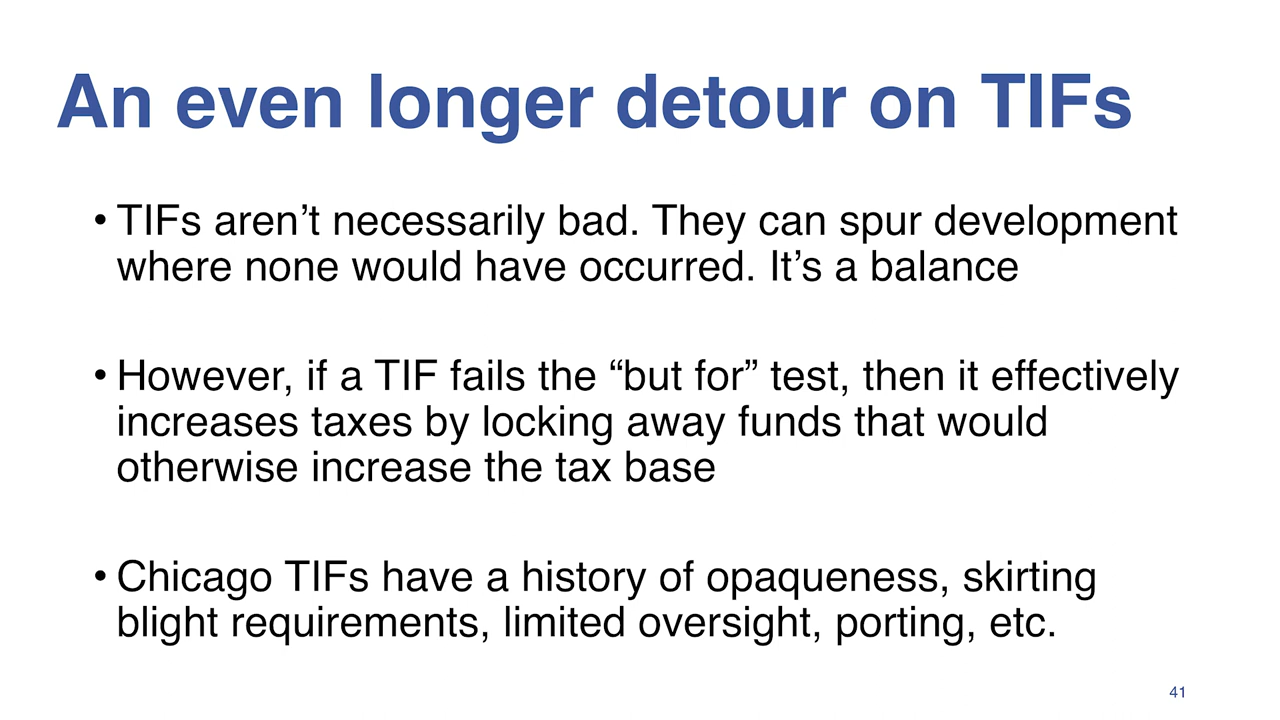 An even longer detour on TIFs
• TIFs aren’t necessarily bad. They can spur development
where none would have occurred. It’s a balance
• However, if a TIF fails the “but for” test, then it effectively
increases taxes by locking away funds that would
otherwise increase the tax base
• Chicago TIFs have a history of opaqueness, skirting
blight requirements, limited oversight, porting, etc.
41